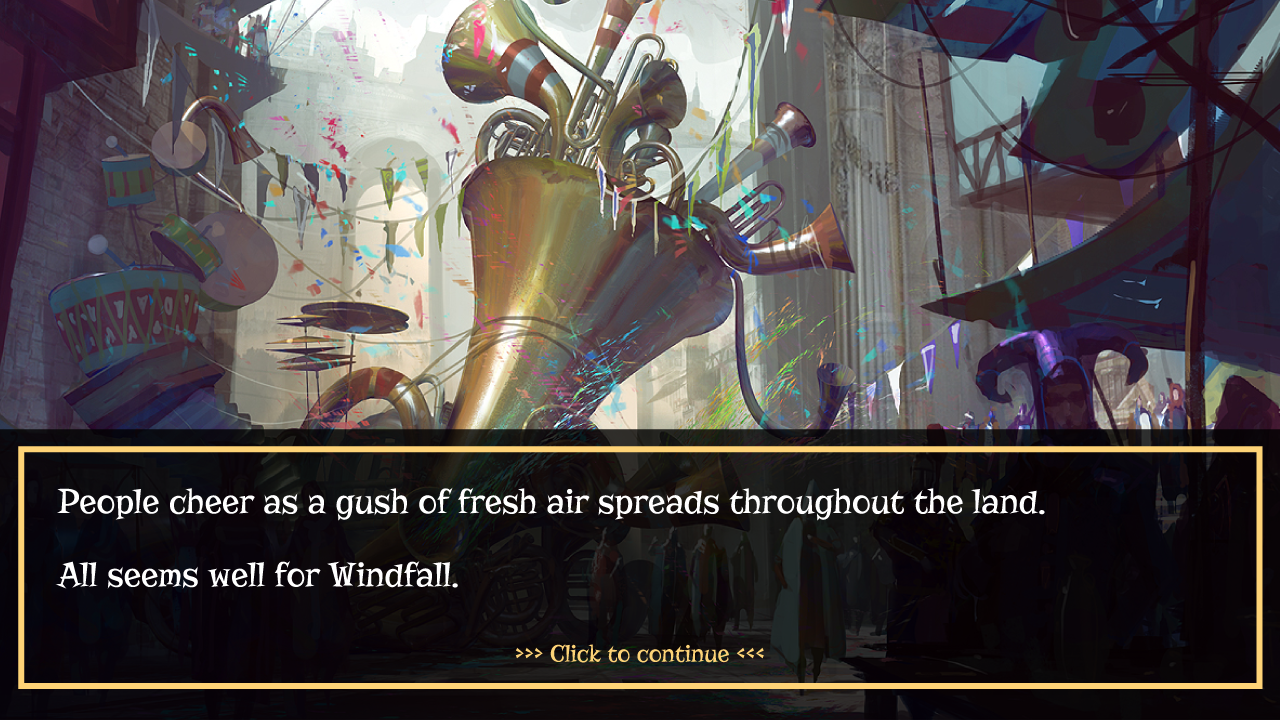 People cheer as a gush of fresh air spreads throughout the land.
All seems well for Windfall.
>>> Click to continue <<<